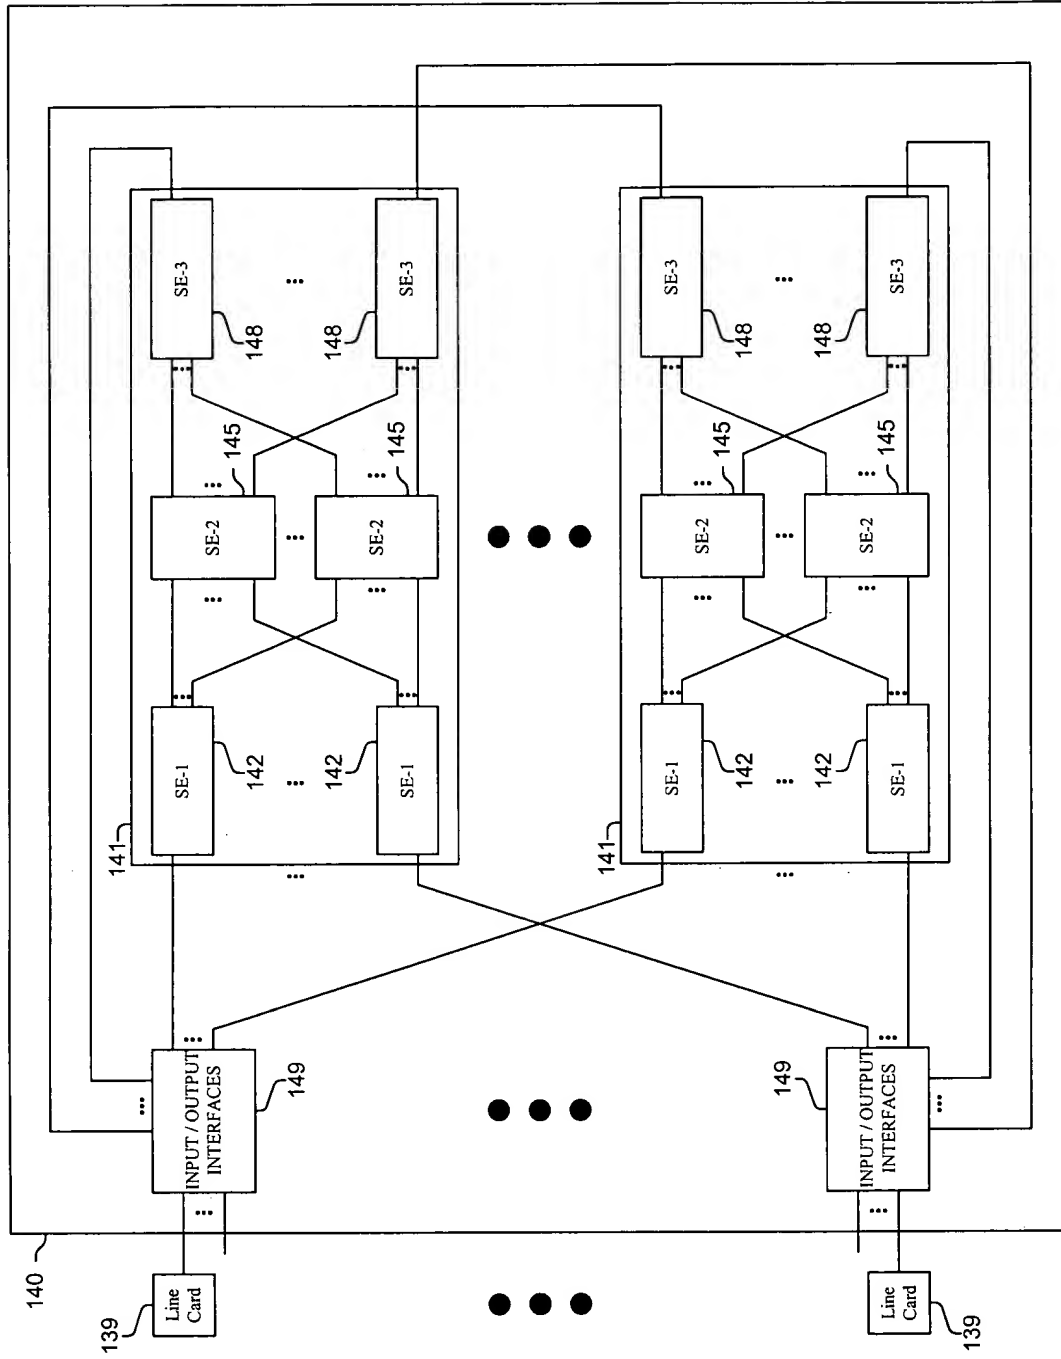 140
139
Line
Card
INPUT / OUTPUT
INTERFACES
149
141
SE-1
142
SE-2
145
SE-3
148
SE-1
142
SE-2
145
SE-3
148
141
SE-1
142
SE-2
145
SE-3
148
SE-1
142
SE-2
145
SE-3
148
INPUT / OUTPUT
INTERFACES
149
Line
Card
139